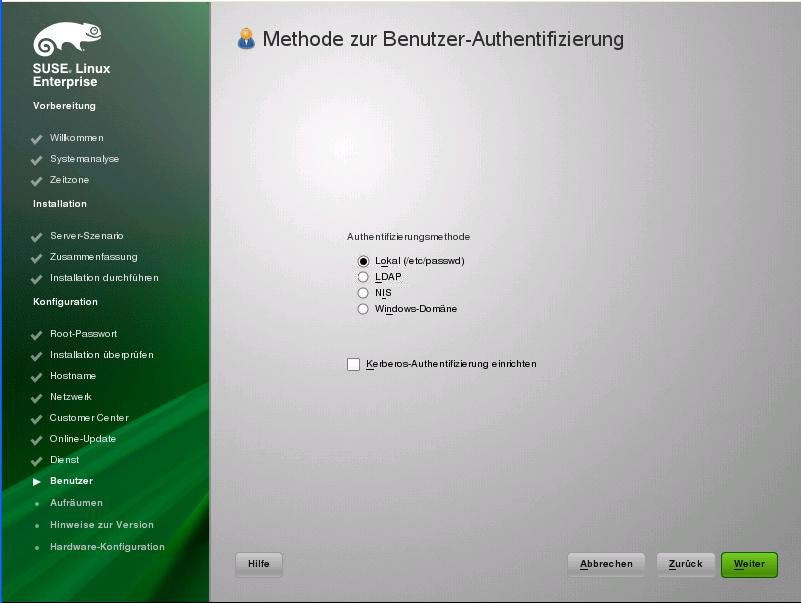 SUSE. Linux
Enterprise
Vorbereitung
Willkommen
Systemanalyse
Zeitzone
Installation
Server-Szenario
Zusammenfassung
Installation durchführen
Konfiguration
Root-Passwort
Installation überprüfen
Hostname
Netzwerk
Customer Center
Online-Update
Dienst
Benutzer
Aufräumen
Hinweise zur Version
Hardware-Konfiguration
Methode zur Benutzer-Authentifizierung
Authentifizierungsmethode
Lokal (/etc/passwd)
LDAP
NIS
Windows-Domäne
Kerberos-Authentifizierung einrichten
Hilfe
Abbrechen
Zurück
Weiter